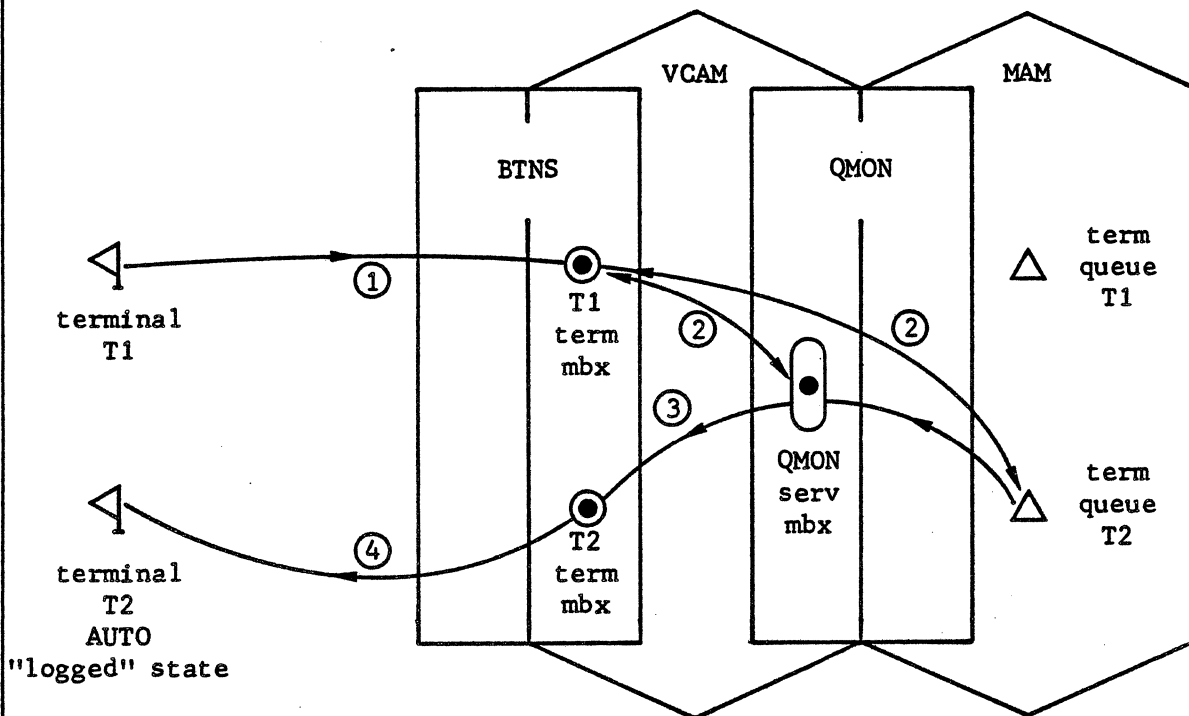 VCAM
MAM
BTNS
QMON
①
terminal
T1
T1
term
mbx
②
②
term
queue
T1
③
QMON
serv
mbx
term
queue
T2
④
T2
term
mbx
terminal
T2
AUTO
"logged" state